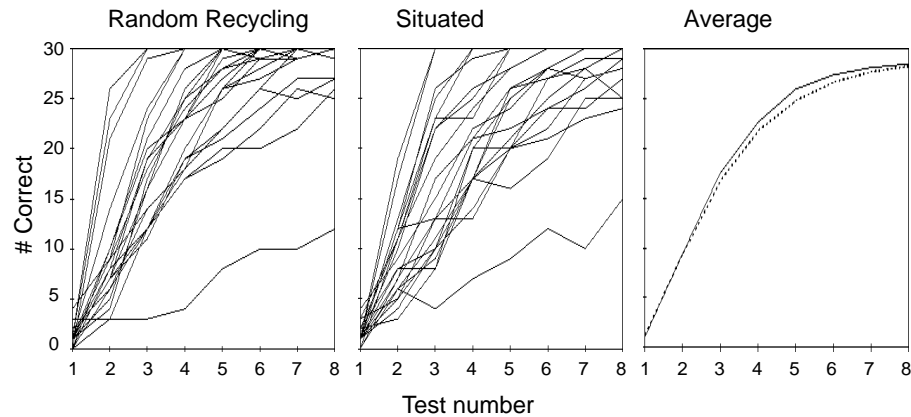 Random Recycling Situated Average
30
25
20
15
10
5
0
# Correct
1 2 3 4 5 6 7 8 1 2 3 4 5 6 7 8 1 2 3 4 5 6 7 8
Test number